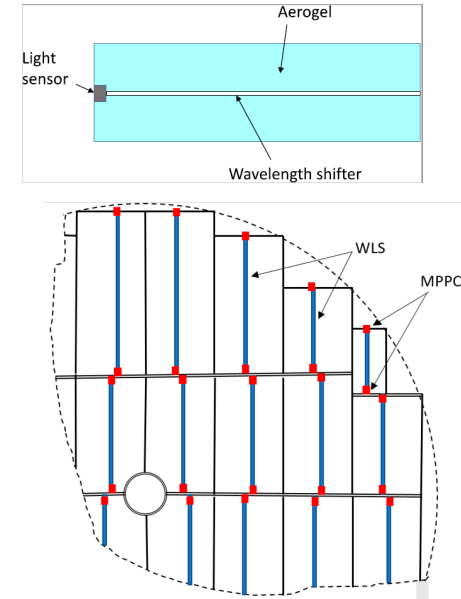 Aerogel
Light
sensor
Wavelength shifter
WLS
MPPC